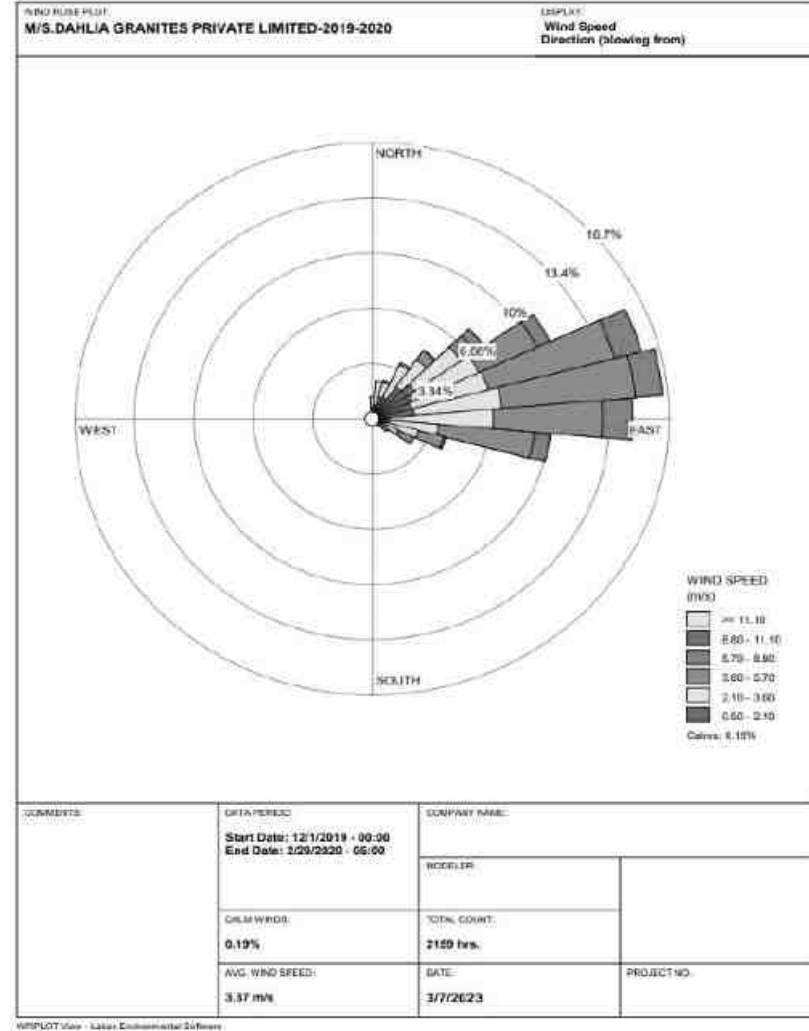 WIND ROSE PLOT:
M/S.DAHLIA GRANITES PRIVATE LIMITED-2019-2020
DISPLAY:
Wind Speed
Direction (blowing from)
NORTH
16.7%
13.4%
10%
3.34%
WEST
EAST
SOUTH
WIND SPEED
(m/s)
>= 11.10
8.80 - 11.10
5.70 - 8.80
3.60 - 5.70
2.10 - 3.60
0.50 - 2.10
Calms: 0.19%
COMMENTS:
DATA PERIOD:
Start Date: 12/1/2019 - 00:00
End Date: 2/29/2020 - 05:00
COMPANY NAME:
MODELER:
CALM WINDS:
0.19%
TOTAL COUNT:
2159 hrs.
AVG. WIND SPEED:
3.37 m/s
DATE:
3/7/2023
PROJECT NO.:
WRPLOT View - Lakes Environmental Software